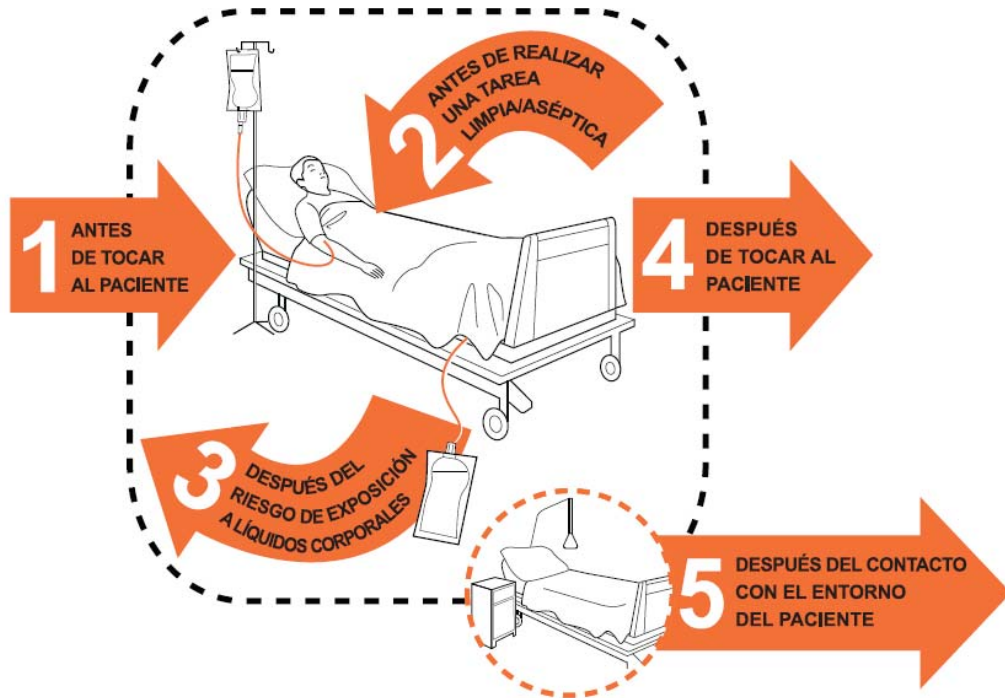 1 ANTES
DE TOCAR
AL PACIENTE
2 ANTES DE REALIZAR
UNA TAREA
LIMPIA/ASÉPTICA
3 DESPUÉS DEL
RIESGO DE EXPOSICIÓN
A LÍQUIDOS CORPORALES
4 DESPUÉS
DE TOCAR AL
PACIENTE
5 DESPUÉS DEL CONTACTO
CON EL ENTORNO
DEL PACIENTE